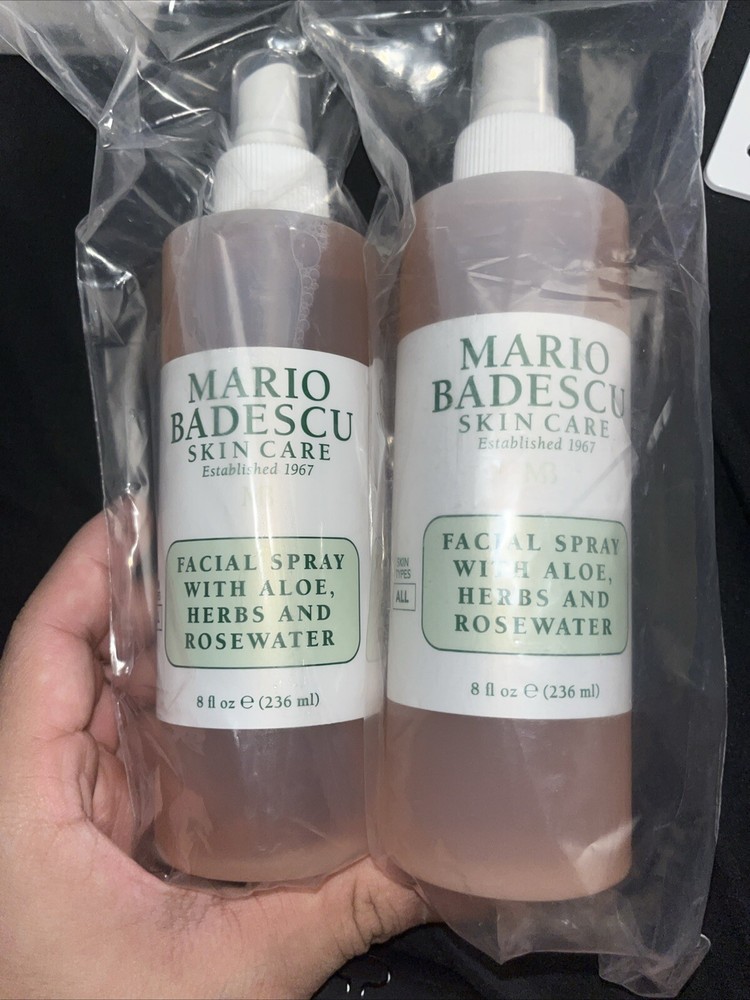 MARIO
BADESCU
SKIN CARE
Established 1967
FACIAL SPRAY
WITH ALOE,
HERBS AND
ROSEWATER
8 fl oz ℮ (236 ml)
MARIO
BADESCU
SKIN CARE
Established 1967
SKIN
TYPES
ALL
FACIAL SPRAY
WITH ALOE,
HERBS AND
ROSEWATER
8 fl oz ℮ (236 ml)